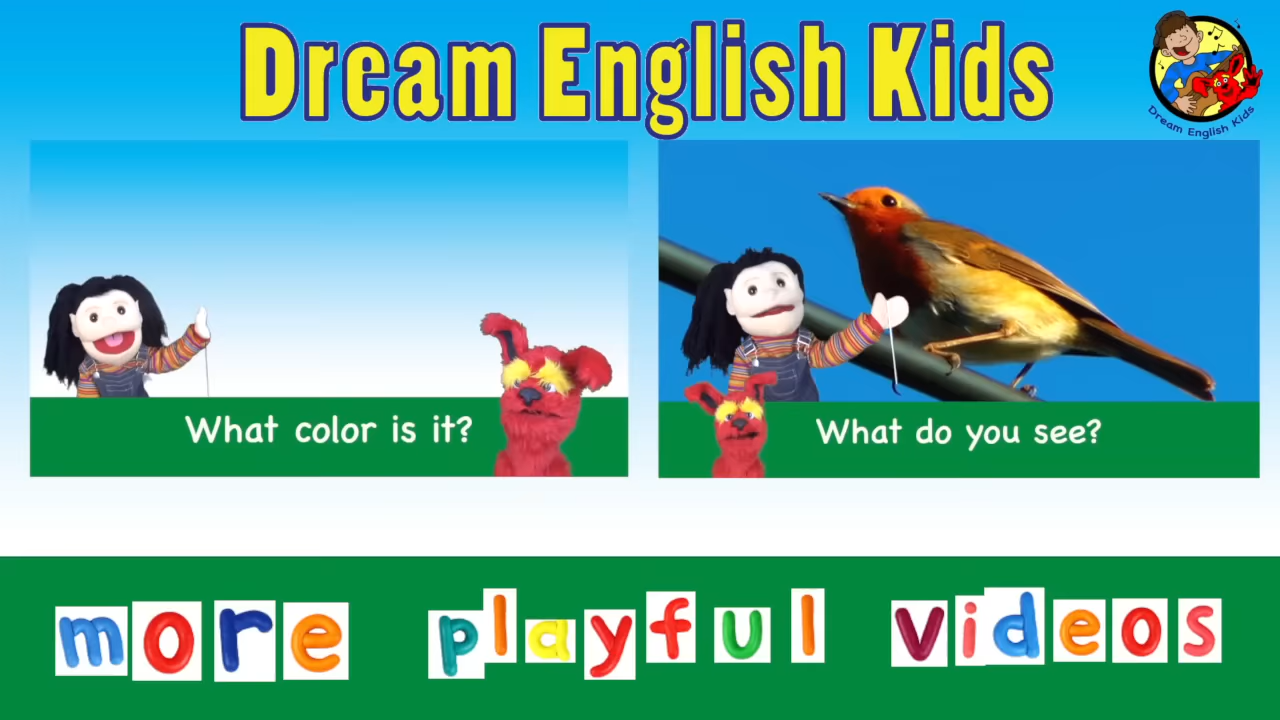 Dream English Kids
Dream English Kids
What color is it?
What do you see?
more playful videos